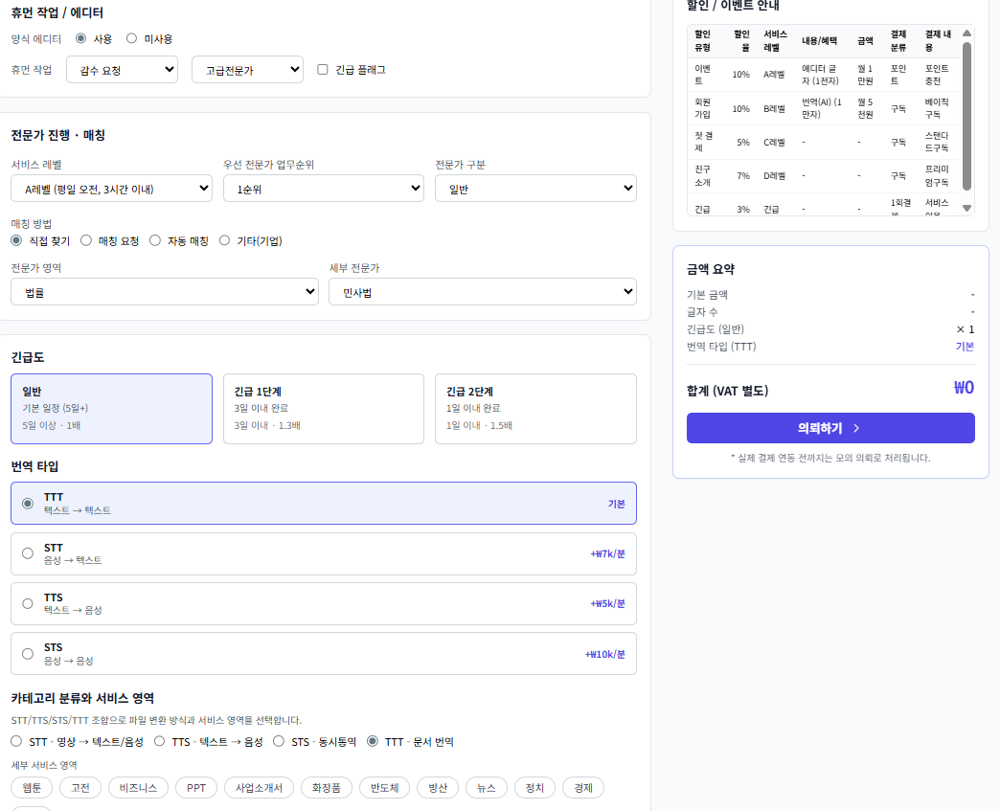 휴먼 작업 / 에디터
양식 에디터 사용 미사용
휴먼 작업 감수 요청 고급전문가 긴급 플래그
전문가 진행 · 매칭
서비스 레벨 우선 전문가 업무순위 전문가 구분
A레벨 (평일 오전, 3시간 이내) 1순위 일반
매칭 방법
직접 찾기 매칭 요청 자동 매칭 기타(기업)
전문가 영역 세부 전문가
법률 민사법
긴급도
일반 긴급 1단계 긴급 2단계
기본 일정 (5일+) 3일 이내 완료 1일 이내 완료
5일 이상 · 1배 3일 이내 · 1.3배 1일 이내 · 1.5배
번역 타입
TTT
텍스트 → 텍스트
기본
STT
음성 → 텍스트
+₩7k/분
TTS
텍스트 → 음성
+₩5k/분
STS
음성 → 음성
+₩10k/분
카테고리 분류와 서비스 영역
STT/TTS/STS/TTT 조합으로 파일 변환 방식과 서비스 영역을 선택합니다.
STT - 영상 → 텍스트/음성 TTS - 텍스트 → 음성 STS - 동시통역 TTT - 문서 번역
세부 서비스 영역
웹툰 고전 비즈니스 PPT 사업소개서 화장품 반도체 방산 뉴스 정치 경제
할인 / 이벤트 안내
할인 유형 할인율 서비스 레벨 내용/혜택 금액 결제 분류 결제 내용
이벤트 10% A레벨 에디터 글자 (1천자) 월 1만원 포인트 포인트 충전
회원 가입 10% B레벨 번역(AI) (1만자) 월 5천원 구독 베이직 구독
첫 결제 5% C레벨 - - 구독 스탠다드구독
친구 소개 7% D레벨 - - 구독 프리미엄구독
긴급 3% 긴급 - - 1회결제 서비스
금액 요약
기본 금액 -
글자 수 -
긴급도 (일반) × 1
번역 타입 (TTT) 기본
합계 (VAT 별도) ₩0
의뢰하기
* 실제 결제 연동 전까지는 모의 의뢰로 처리됩니다.